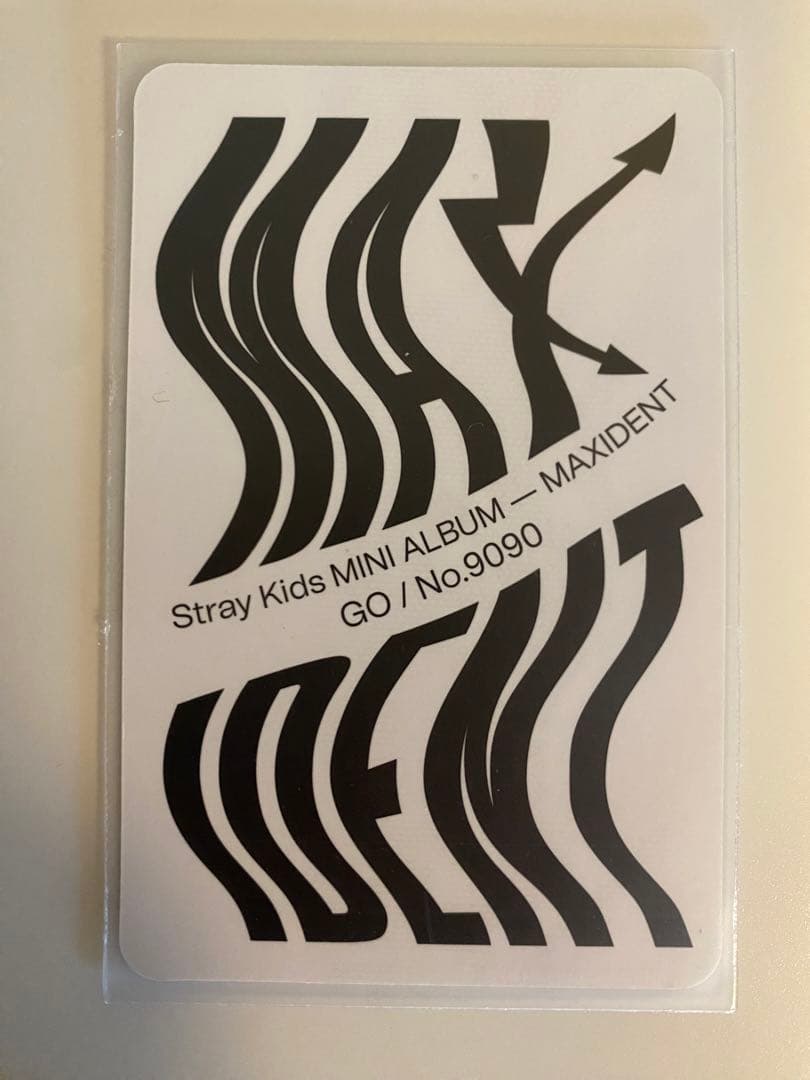 MAX
Stray Kids MINI ALBUM — MAXIDENT
GO / No.9090
IDENT